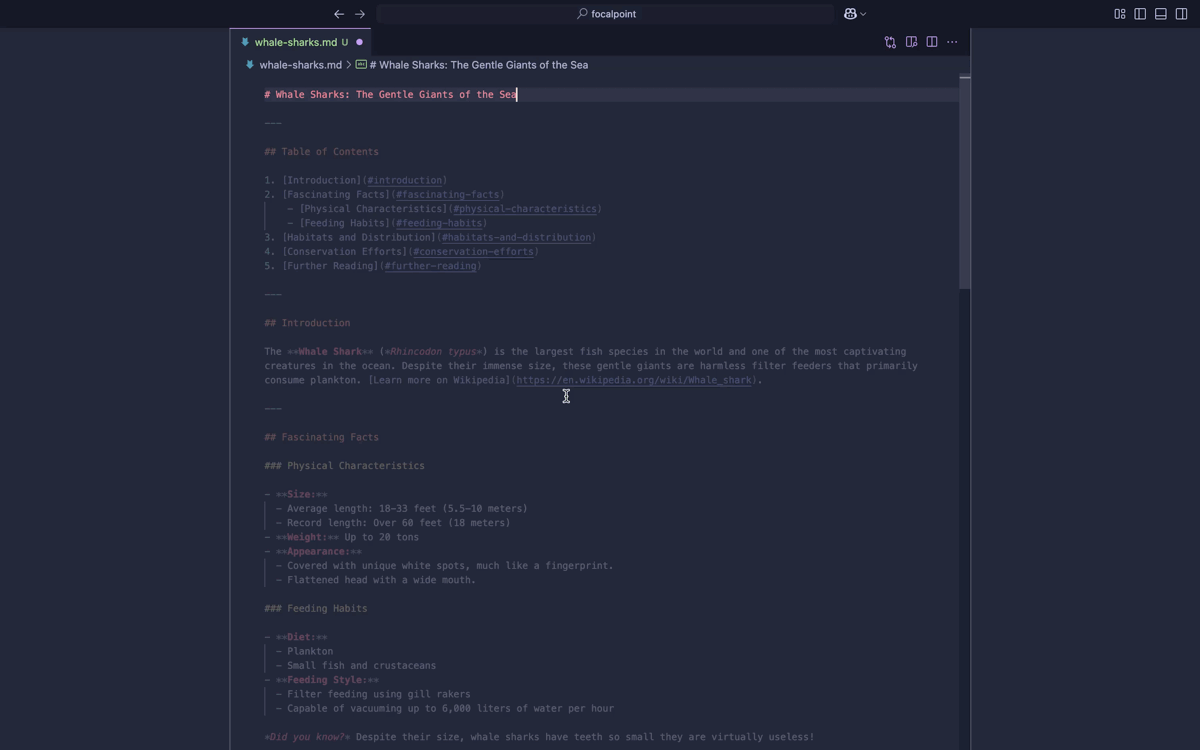 focalpoint
whale-sharks.md U
whale-sharks.md > # Whale Sharks: The Gentle Giants of the Sea
# Whale Sharks: The Gentle Giants of the Sea
---
## Table of Contents
1. [Introduction](#introduction)
2. [Fascinating Facts](#fascinating-facts)
- [Physical Characteristics](#physical-characteristics)
- [Feeding Habits](#feeding-habits)
3. [Habitats and Distribution](#habitats-and-distribution)
4. [Conservation Efforts](#conservation-efforts)
5. [Further Reading](#further-reading)
---
## Introduction
The **Whale Shark** (*Rhincodon typus*) is the largest fish species in the world and one of the most captivating
creatures in the ocean. Despite their immense size, these gentle giants are harmless filter feeders that primarily
consume plankton. [Learn more on Wikipedia](https://en.wikipedia.org/wiki/Whale_shark).
---
## Fascinating Facts
### Physical Characteristics
- **Size:**
- Average length: 18-33 feet (5.5-10 meters)
- Record length: Over 60 feet (18 meters)
- **Weight:** Up to 20 tons
- **Appearance:**
- Covered with unique white spots, much like a fingerprint.
- Flattened head with a wide mouth.
### Feeding Habits
- **Diet:**
- Plankton
- Small fish and crustaceans
- **Feeding Style:**
- Filter feeding using gill rakers
- Capable of vacuuming up to 6,000 liters of water per hour
*Did you know?* Despite their size, whale sharks have teeth so small they are virtually useless!